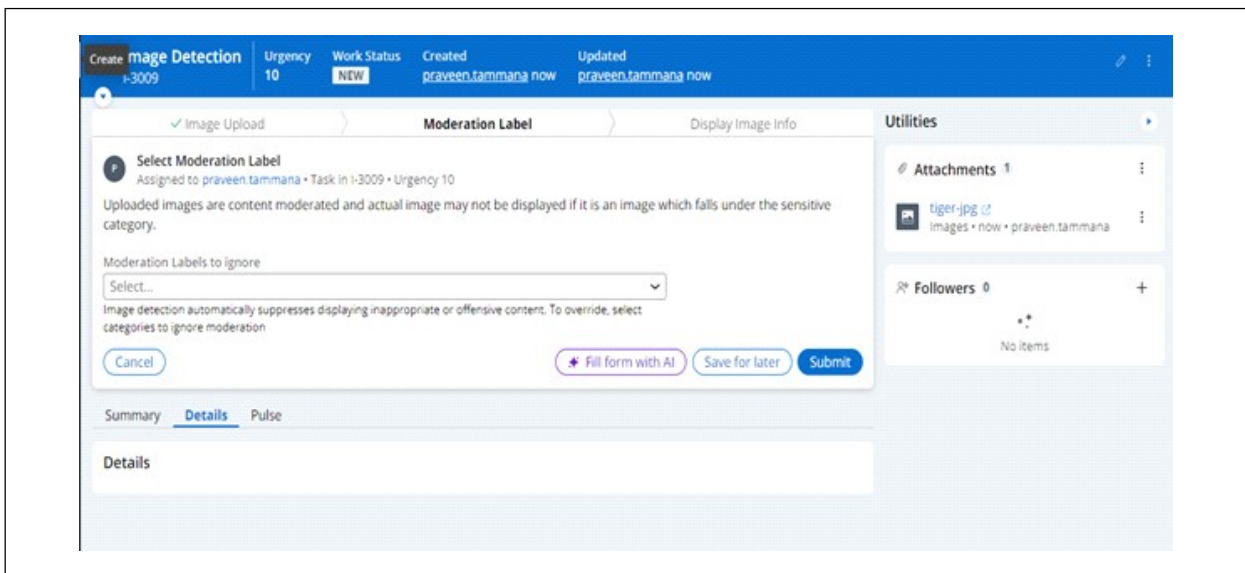 Create mage Detection
I-3009
Urgency
10
Work Status
NEW
Created
praveen.tammana now
Updated
praveen.tammana now
Image Upload
Moderation Label
Display Image Info
P
Select Moderation Label
Assigned to praveen.tammana • Task in I-3009 • Urgency 10
Uploaded images are content moderated and actual image may not be displayed if it is an image which falls under the sensitive
category.
Moderation Labels to ignore
Select...
Image detection automatically suppresses displaying inappropriate or offensive content. To override, select
categories to ignore moderation
Cancel
Fill form with AI
Save for later
Submit
Summary Details Pulse
Details
Utilities
Attachments 1
tiger-jpg
Images • now • praveen.tammana
Followers 0
No items